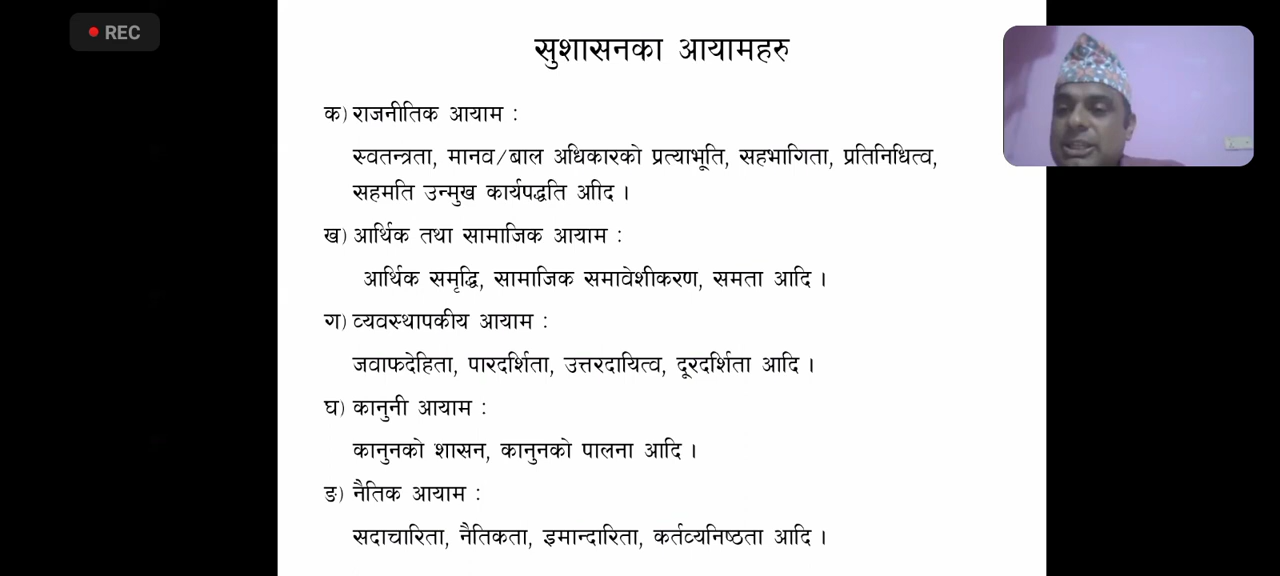 REC
सुशासनका आयामहरु
क) राजनीतिक आयाम :
स्वतन्त्रता, मानव/बाल अधिकारको प्रत्याभूति, सहभागिता, प्रतिनिधित्व,
सहमति उन्मुख कार्यपद्धति आदि ।
ख) आर्थिक तथा सामाजिक आयाम :
आर्थिक समृद्धि, सामाजिक समावेशीकरण, समता आदि ।
ग) व्यवस्थापकीय आयाम :
जवाफदेहिता, पारदर्शिता, उत्तरदायित्व, दूरदर्शिता आदि ।
घ) कानुनी आयाम :
कानुनको शासन, कानुनको पालना आदि ।
ङ) नैतिक आयाम :
सदाचारिता, नैतिकता, इमान्दारिता, कर्तव्यनिष्ठता आदि ।